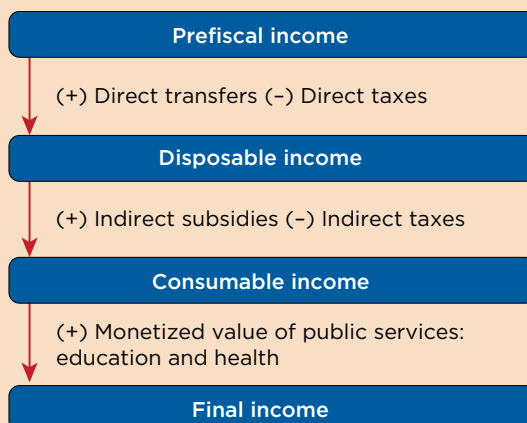 Prefiscal income
(+) Direct transfers (–) Direct taxes
Disposable income
(+) Indirect subsidies (–) Indirect taxes
Consumable income
(+) Monetized value of public services:
education and health
Final income